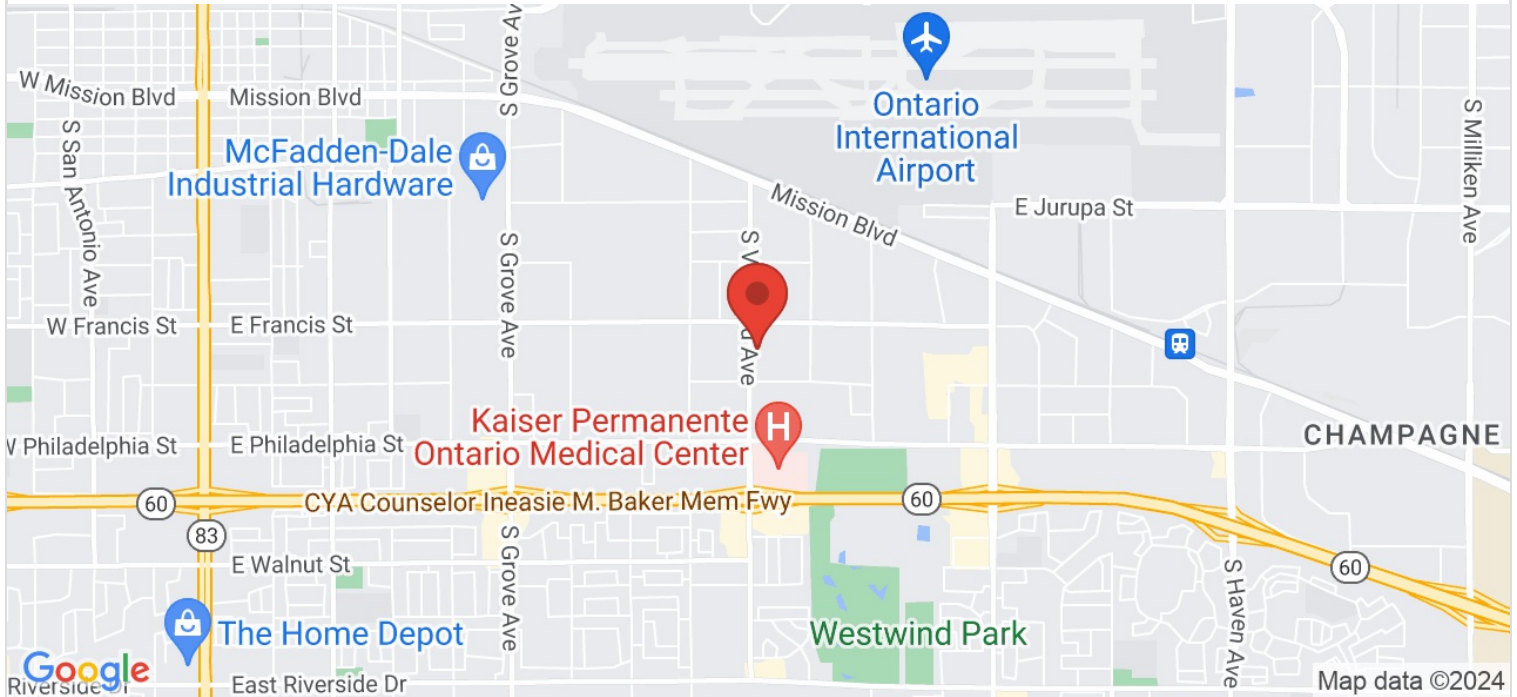 S Grove Av
W Mission Blvd
Mission Blvd
Ontario
International
Airport
S San Antonio Ave
McFadden-Dale
Industrial Hardware
S Milliken Ave
Mission Blvd
E Jurupa St
S Grove Ave
S V
d Ave
W Francis St
E Francis St
Kaiser Permanente
Ontario Medical Center
H
W Philadelphia St
E Philadelphia St
CHAMPAGNE
60
CYA Counselor Ineasie M. Baker Mem Fwy
60
83
S Grove Ave
E Walnut St
60
S Haven Ave
The Home Depot
Westwind Park
Google
Riverside Dr
East Riverside Dr
Map data ©2024